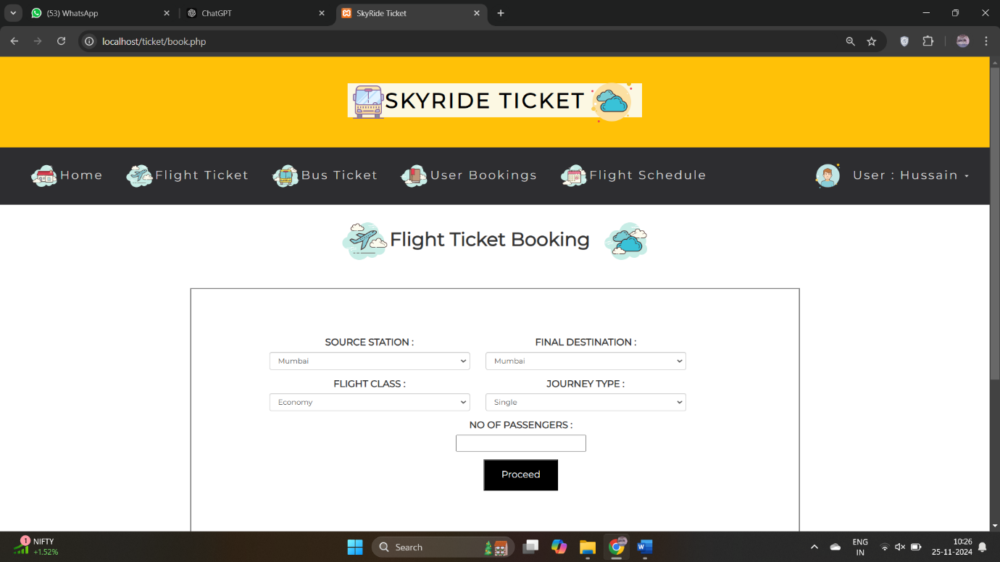 (53) WhatsApp
ChatGPT
SkyRide Ticket
localhost/ticket/book.php
SKYRIDE TICKET
Home Flight Ticket Bus Ticket User Bookings Flight Schedule User : Hussain
Flight Ticket Booking
SOURCE STATION : FINAL DESTINATION :
Mumbai Mumbai
FLIGHT CLASS : JOURNEY TYPE :
Economy Single
NO OF PASSENGERS :
Proceed
1 NIFTY
+1.52%
Search
ENG
IN
10:26
25-11-2024